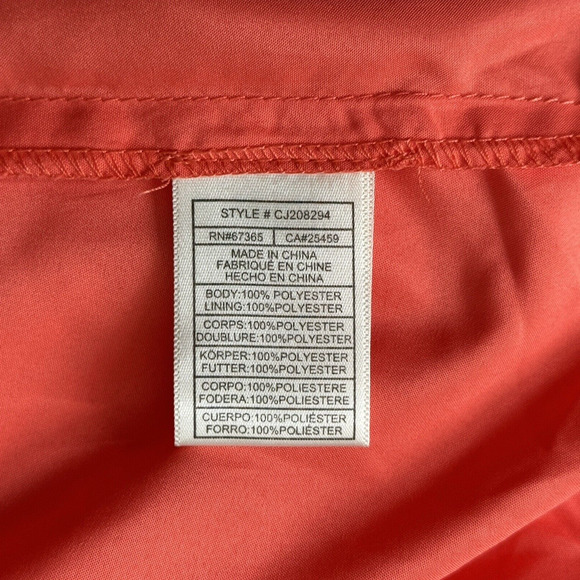 STYLE # CJ208294
RN#67365 CA#25459
MADE IN CHINA
FABRIQUÉ EN CHINE
HECHO EN CHINA
BODY:100% POLYESTER
LINING:100% POLYESTER
CORPS:100%POLYESTER
DOUBLURE:100%POLYESTER
KÖRPER:100%POLYESTER
FUTTER:100%POLYESTER
CORPO:100%POLIESTERE
FODERA:100%POLIESTERE
CUERPO:100%POLIÉSTER
FORRO:100%POLIÉSTER